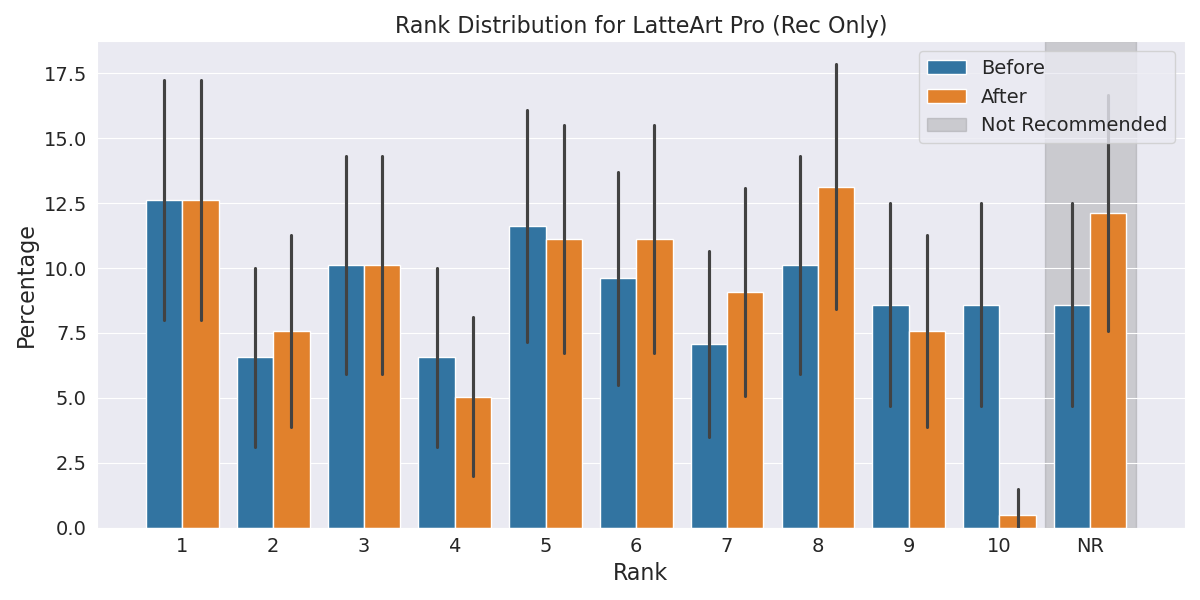 Rank Distribution for LatteArt Pro (Rec Only)
Before
After
Not Recommended
Percentage
17.5
15.0
12.5
10.0
7.5
5.0
2.5
0.0
1 2 3 4 5 6 7 8 9 10 NR
Rank